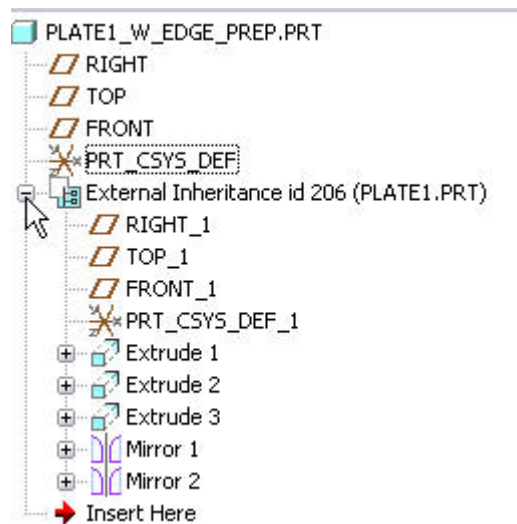 PLATE1_W_EDGE_PREP.PRT
RIGHT
TOP
FRONT
PRT_CSYS_DEF
External Inheritance id 206 (PLATE1.PRT)
RIGHT_1
TOP_1
FRONT_1
PRT_CSYS_DEF_1
Extrude 1
Extrude 2
Extrude 3
Mirror 1
Mirror 2
Insert Here